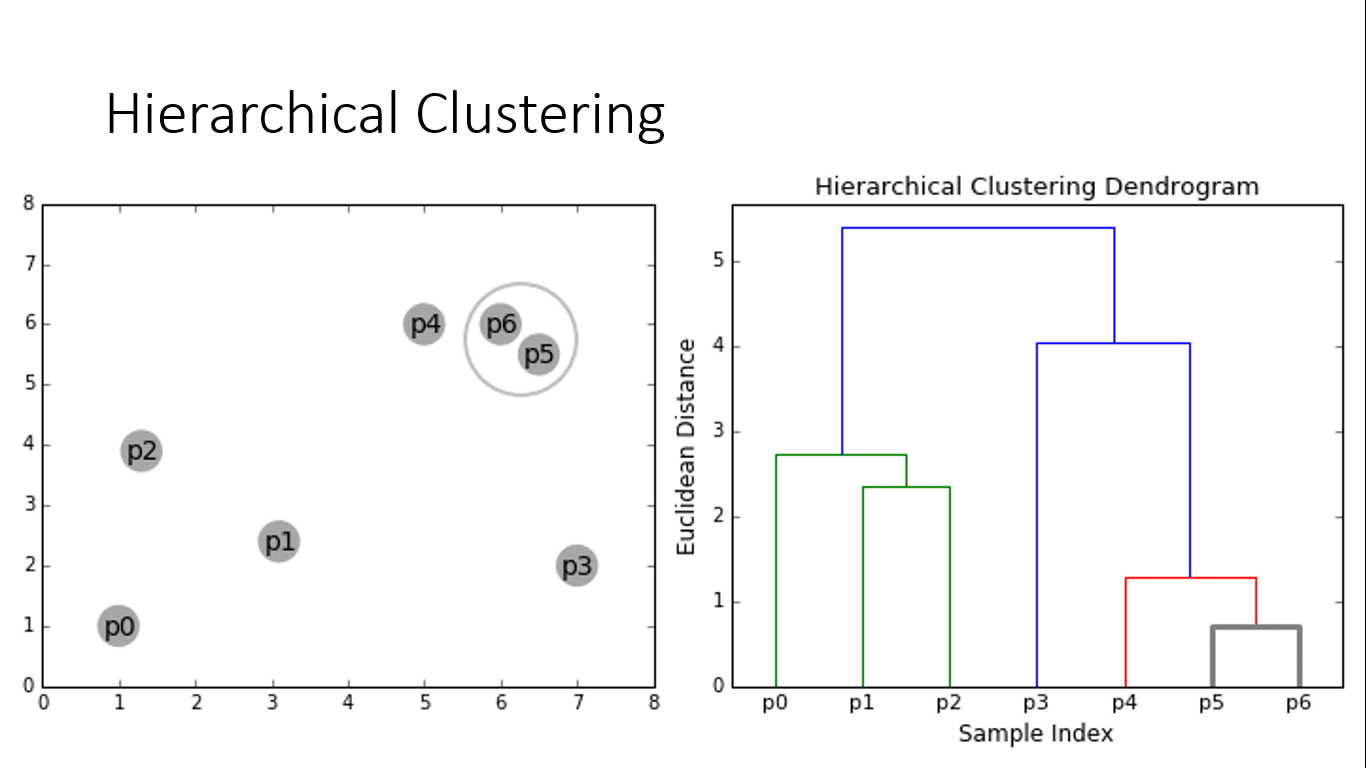 Hierarchical Clustering
8
7
6
5
4
3
2
1
0
p4
p6
p5
p2
p1
p3
p0
0 1 2 3 4 5 6 7 8
Hierarchical Clustering Dendrogram
Euclidean Distance
5
4
3
2
1
0
p0 p1 p2 p3 p4 p5 p6
Sample Index